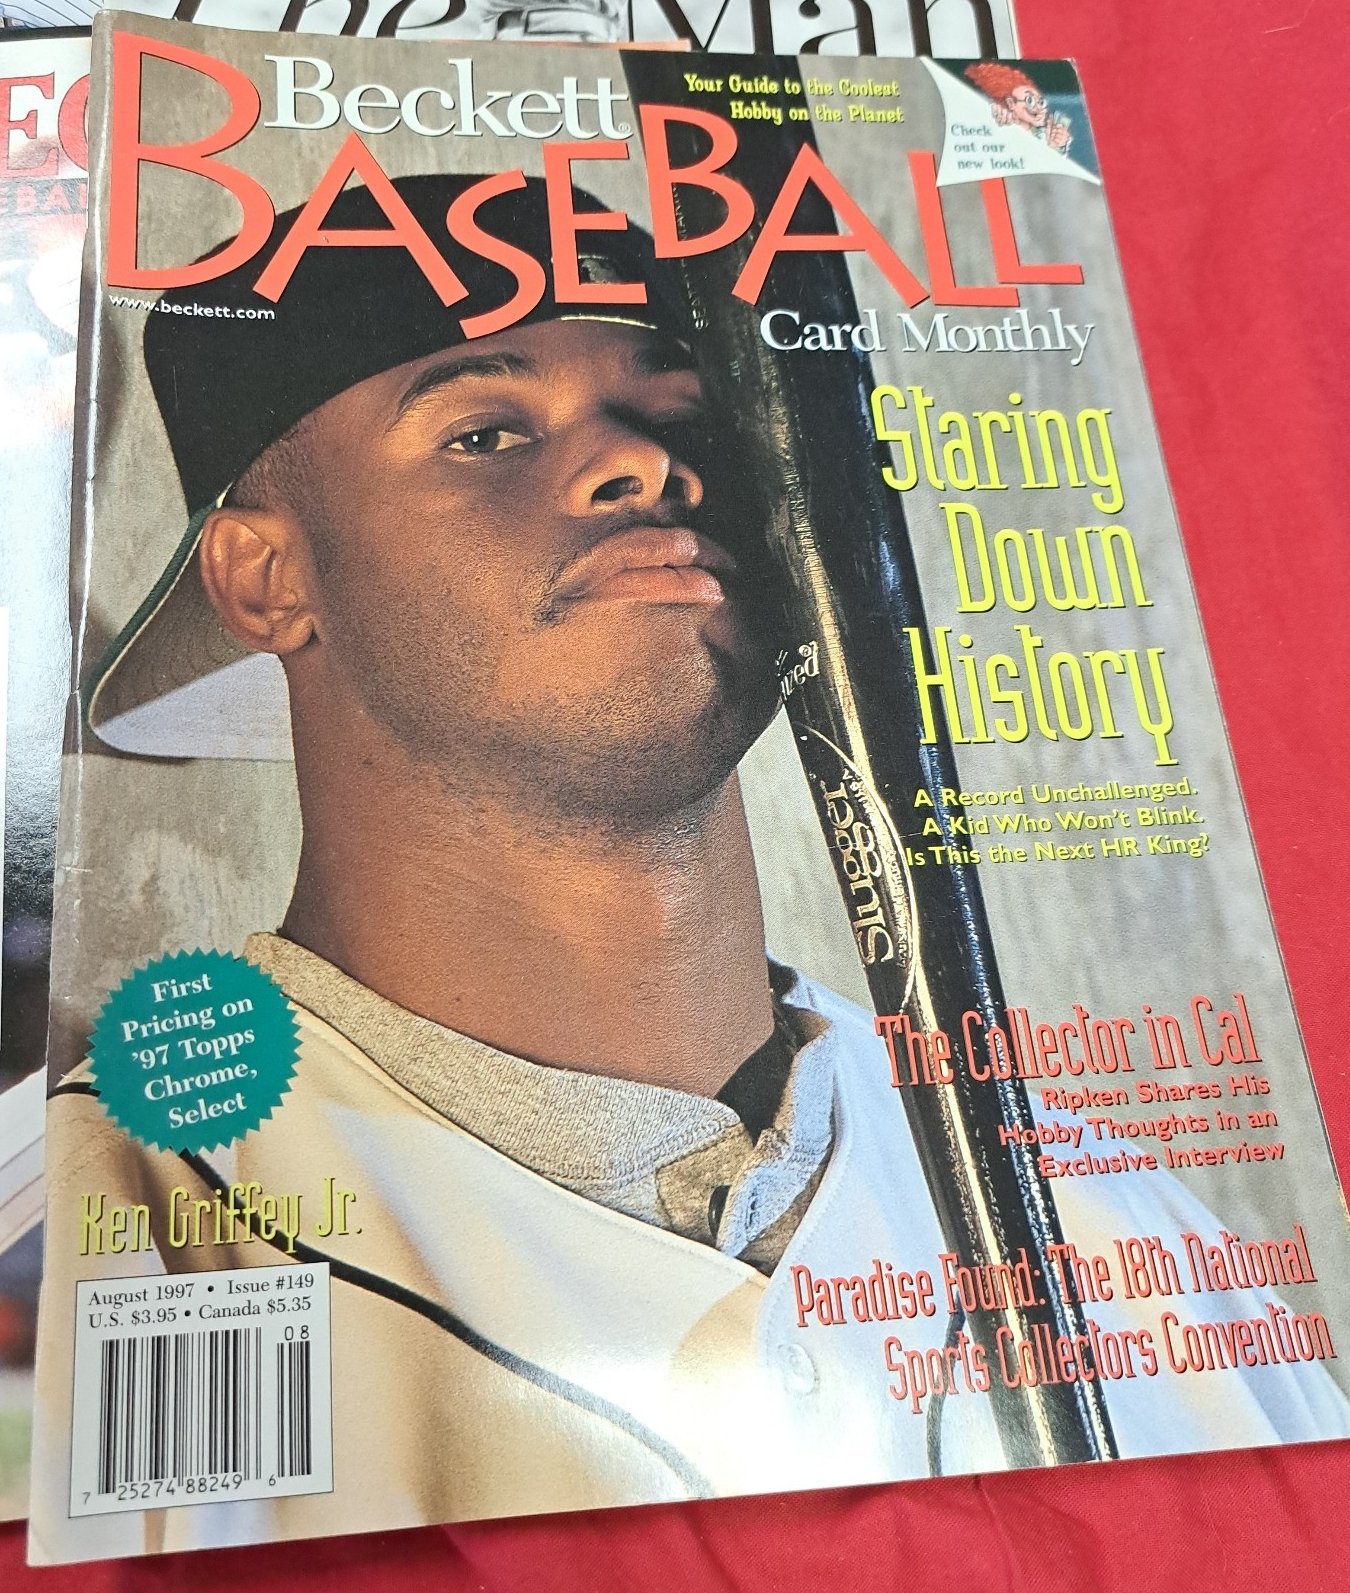 The Man
Beckett®
BASEBALL
Card Monthly
Your Guide to the Coolest
Hobby on the Planet
Check
out our
new look!
www.beckett.com
Staring
Down
History
A Record Unchallenged.
A Kid Who Won't Blink.
Is This the Next HR King?
Slugger
The Collector in Cal
Ripken Shares His
Hobby Thoughts in an
Exclusive Interview
First
Pricing on
'97 Topps
Chrome,
Select
Ken Griffey Jr.
Paradise Found: The 18th National
Sports Collectors Convention
August 1997 • Issue #149
U.S. $3.95 • Canada $5.35
08
7 25274 88249 6